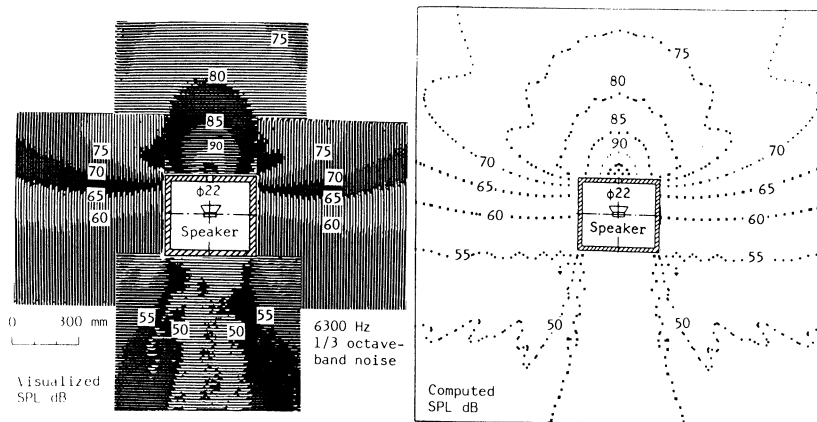 75
80
85
90
75
75
70
70
65
65
60
60
φ22
Speaker
55
55
50
50
0 300 mm
6300 Hz
1/3 octave-
band noise
Visualized
SPL dB
75
80
85
90
70
70
65
65
60
60
φ22
Speaker
55
55
50
50
Computed
SPL dB